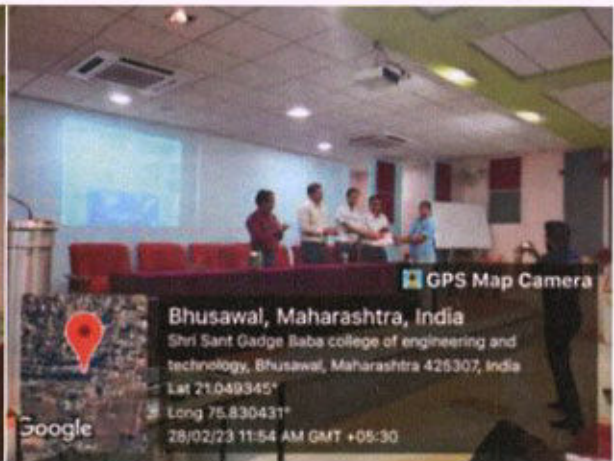 GPS Map Camera
Bhusawal, Maharashtra, India
Shri Sant Gadge Baba college of engineering and
technology, Bhusawal, Maharashtra 425307, India
Lat 21.049345°
Long 75.830431°
28/02/23 11:54 AM GMT +05:30
Google